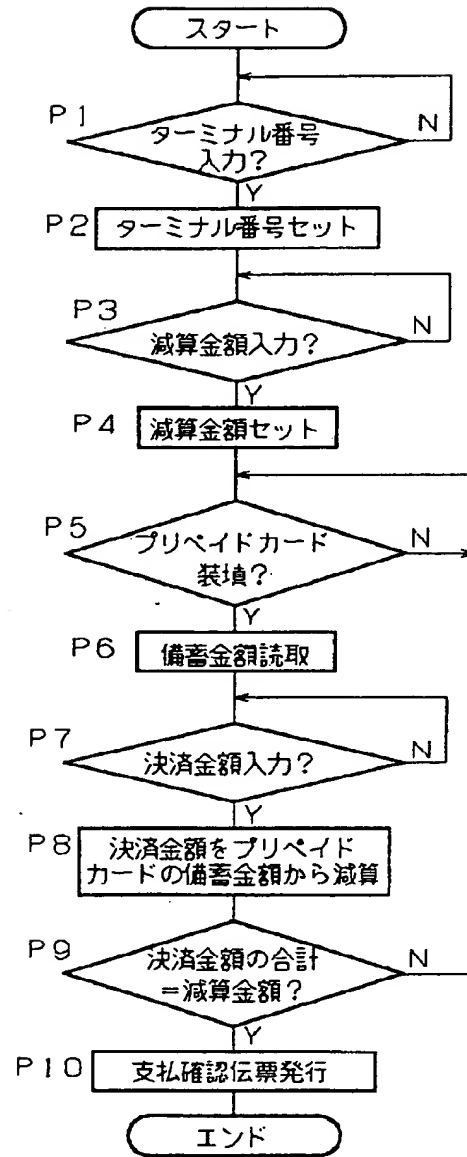 スタート
P1
ターミナル番号
入力?
N
Y
P2
ターミナル番号セット
P3
減算金額入力?
N
Y
P4
減算金額セット
P5
プリペイドカード
装填?
N
Y
P6
備蓄金額読取
P7
決済金額入力?
N
Y
P8
決済金額をプリペイド
カードの備蓄金額から減算
P9
決済金額の合計
=減算金額?
N
Y
P10
支払確認伝票発行
エンド